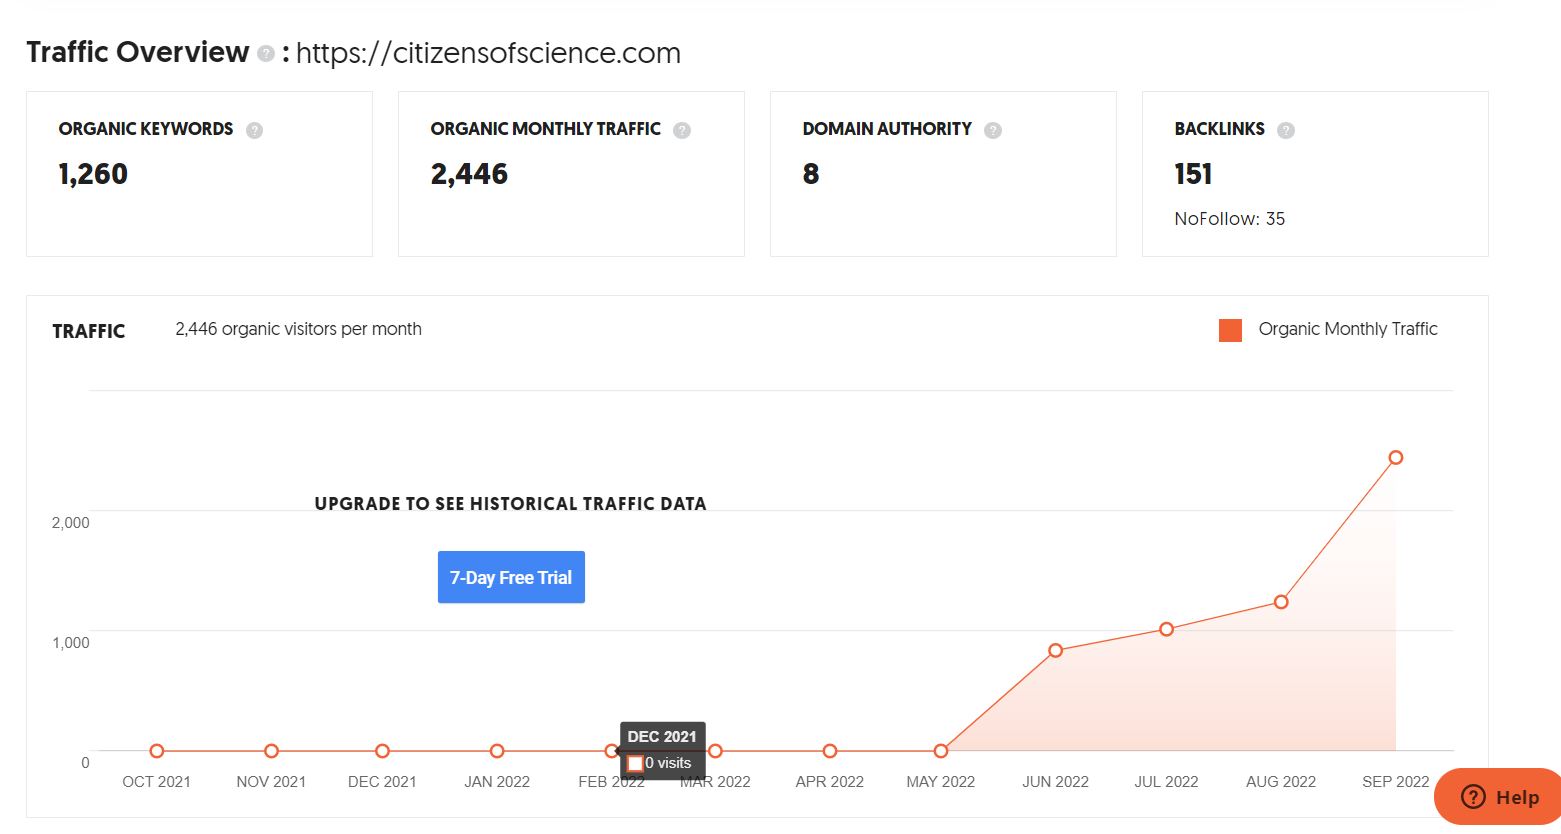 Traffic Overview ? : https://citizensofscience.com
ORGANIC KEYWORDS ?
1,260
ORGANIC MONTHLY TRAFFIC ?
2,446
DOMAIN AUTHORITY ?
8
BACKLINKS ?
151
NoFollow: 35
TRAFFIC 2,446 organic visitors per month
Organic Monthly Traffic
UPGRADE TO SEE HISTORICAL TRAFFIC DATA
2,000
7-Day Free Trial
1,000
DEC 2021
0 visits
0
OCT 2021 NOV 2021 DEC 2021 JAN 2022 FEB 2022 MAR 2022 APR 2022 MAY 2022 JUN 2022 JUL 2022 AUG 2022 SEP 2022
? Help